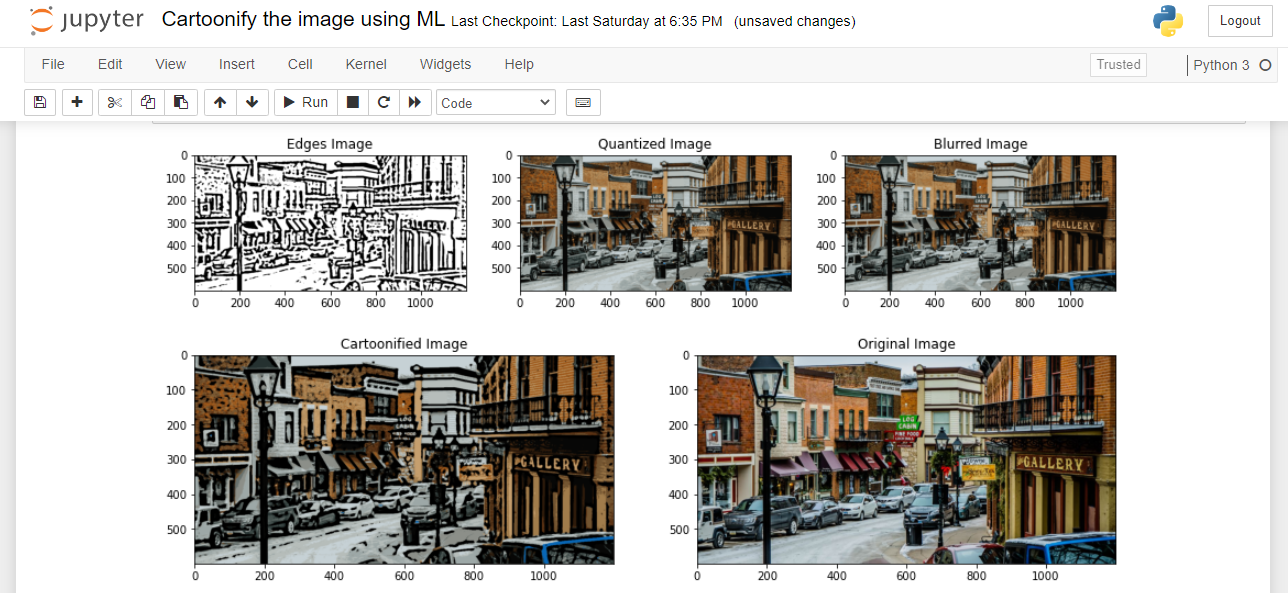 jupyter Cartoonify the image using ML Last Checkpoint: Last Saturday at 6:35 PM (unsaved changes) Logout
File Edit View Insert Cell Kernel Widgets Help Trusted Python 3
Run Code
Edges Image Quantized Image Blurred Image
0 0 0
100 100 100
200 200 200
300 300 300
GALLERY GALLERY GALLERY
400 400 400
500 500 500
0 200 400 600 800 1000 0 200 400 600 800 1000 0 200 400 600 800 1000
Cartoonified Image Original Image
0 0
100 100
200 200
LOG
CABIN
FINE FOOD
300 300
GALLERY GALLERY
400 400
500 500
0 200 400 600 800 1000 0 200 400 600 800 1000